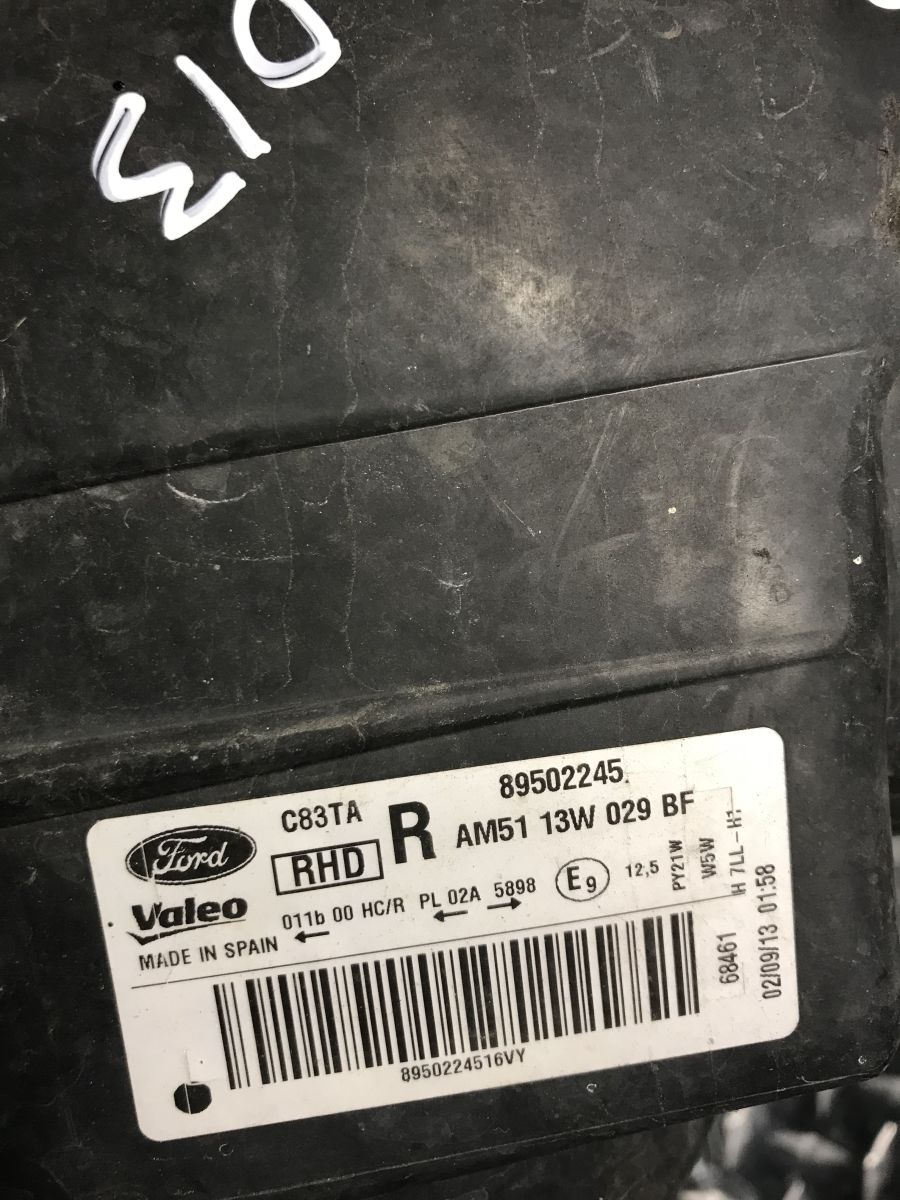 D13
89502245.
C83TA
Ford
RHD
R
AM51 13W 029 BF
Valeo
011b 00 HC/R PL 02A 5898
E9
12,5
PY21W
W5W
H 7LL-H1
MADE IN SPAIN
68461
02/09/13 01:58
8950224516VY